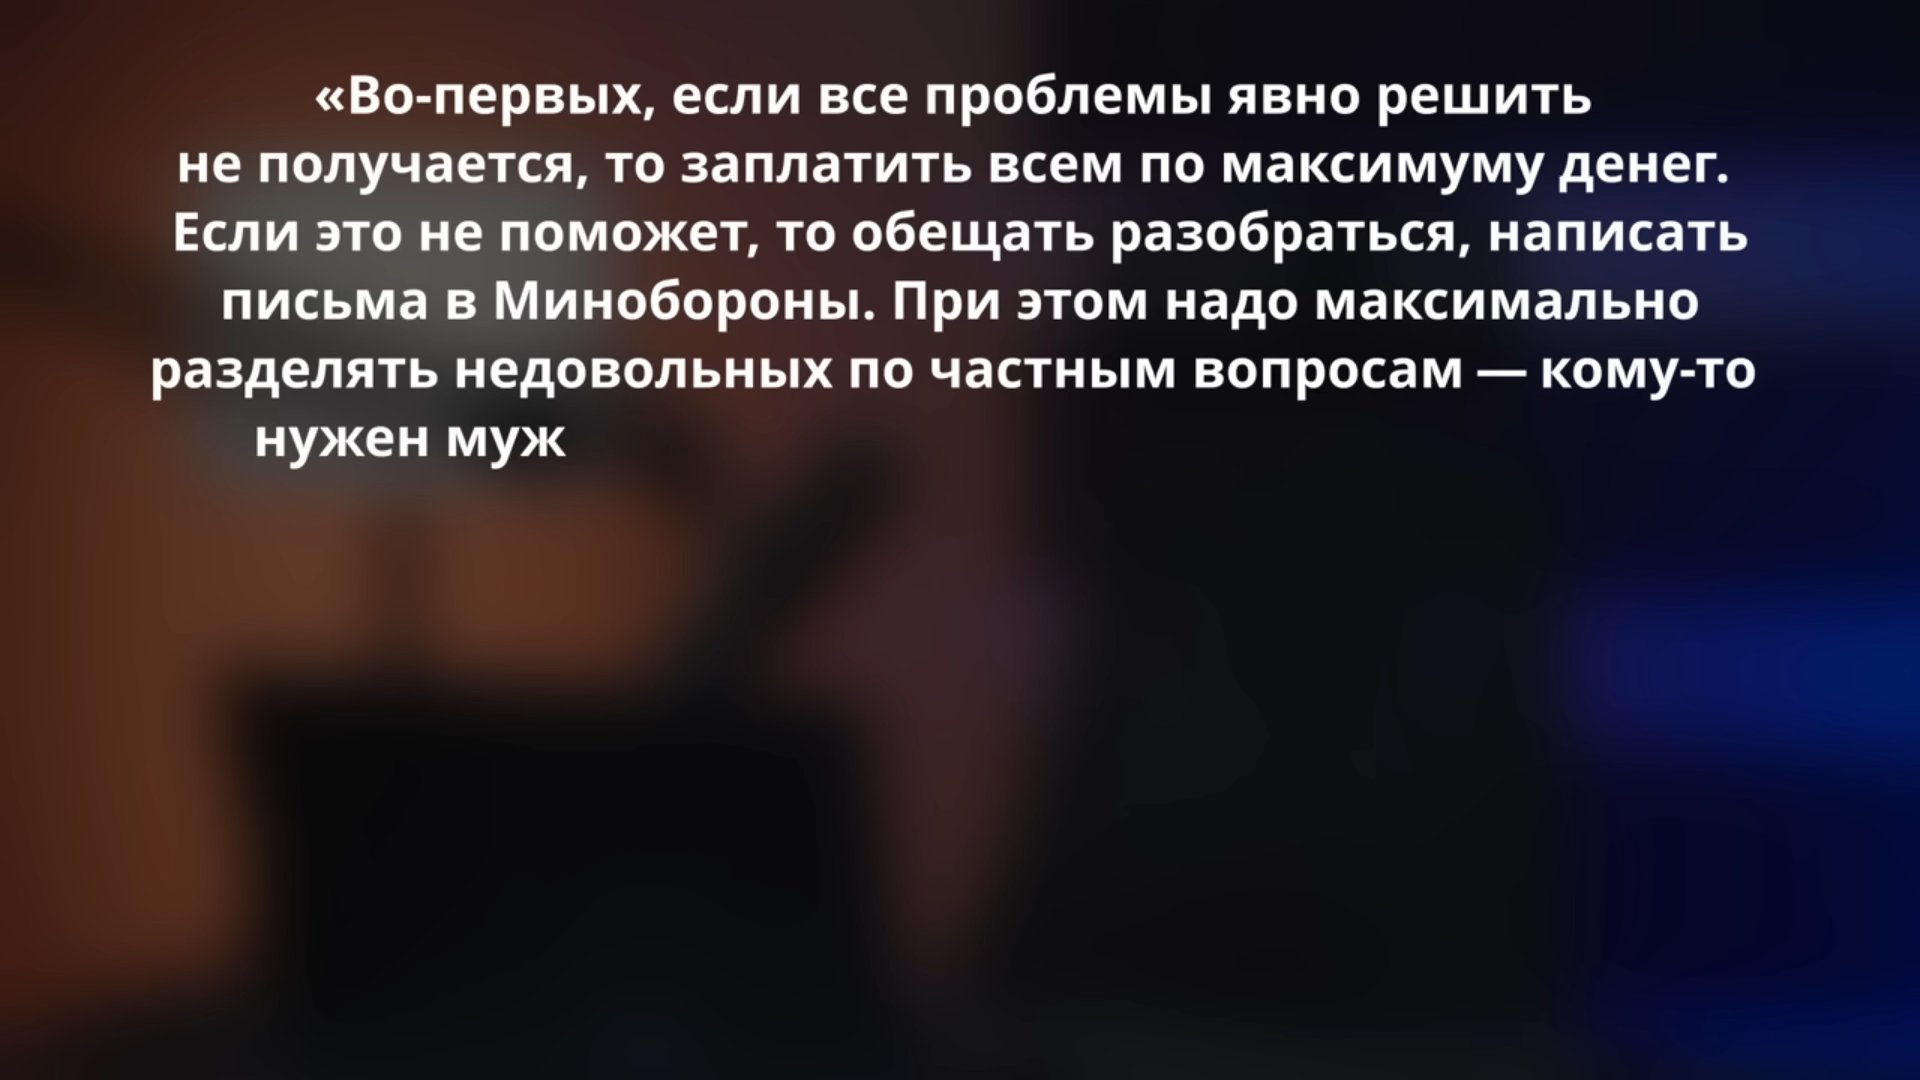 «Во-первых, если все проблемы явно решить
не получается, то заплатить всем по максимуму денег.
Если это не поможет, то обещать разобраться, написать
письма в Минобороны. При этом надо максимально
разделять недовольных по частным вопросам — кому-то
нужен муж